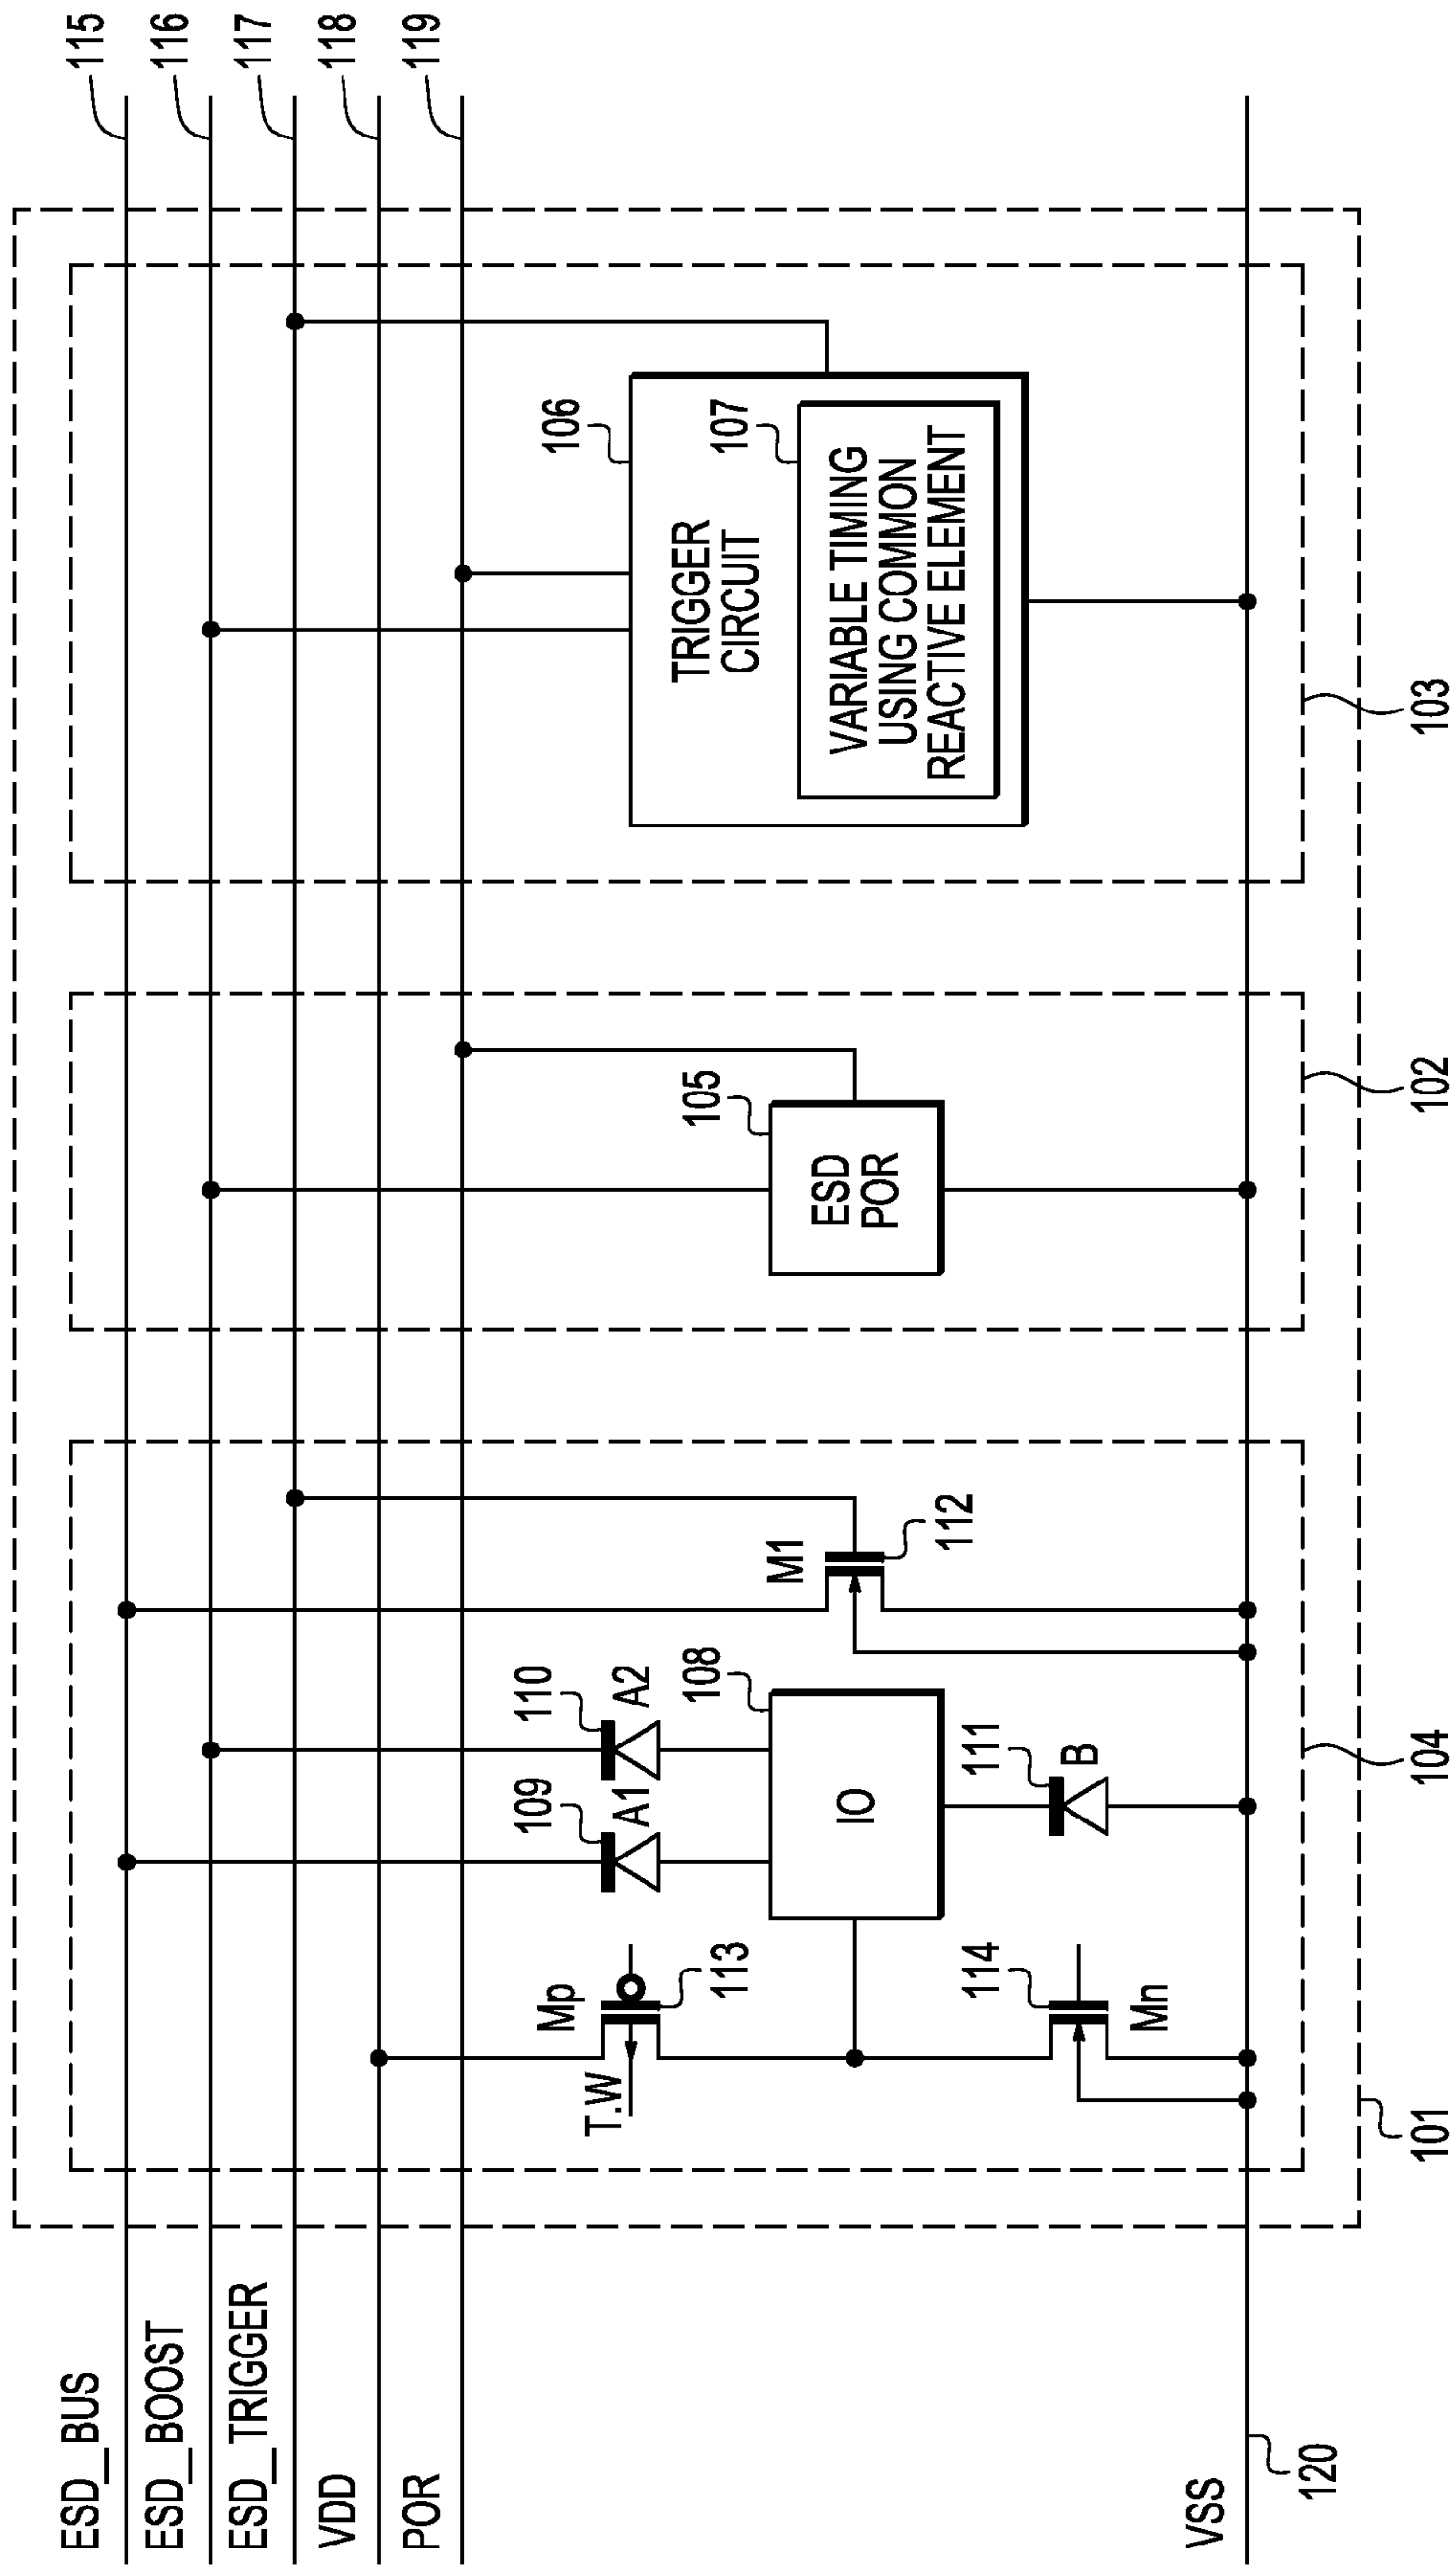 ESD_BUS
ESD_BOOST
ESD_TRIGGER
VDD
POR
VSS
115
116
117
118
119
120
101
104
102
103
Mp
T.W
113
114
Mn
109
A1
110
A2
108
IO
111
B
M1
112
105
ESD
POR
106
TRIGGER
CIRCUIT
107
VARIABLE TIMING
USING COMMON
REACTIVE ELEMENT